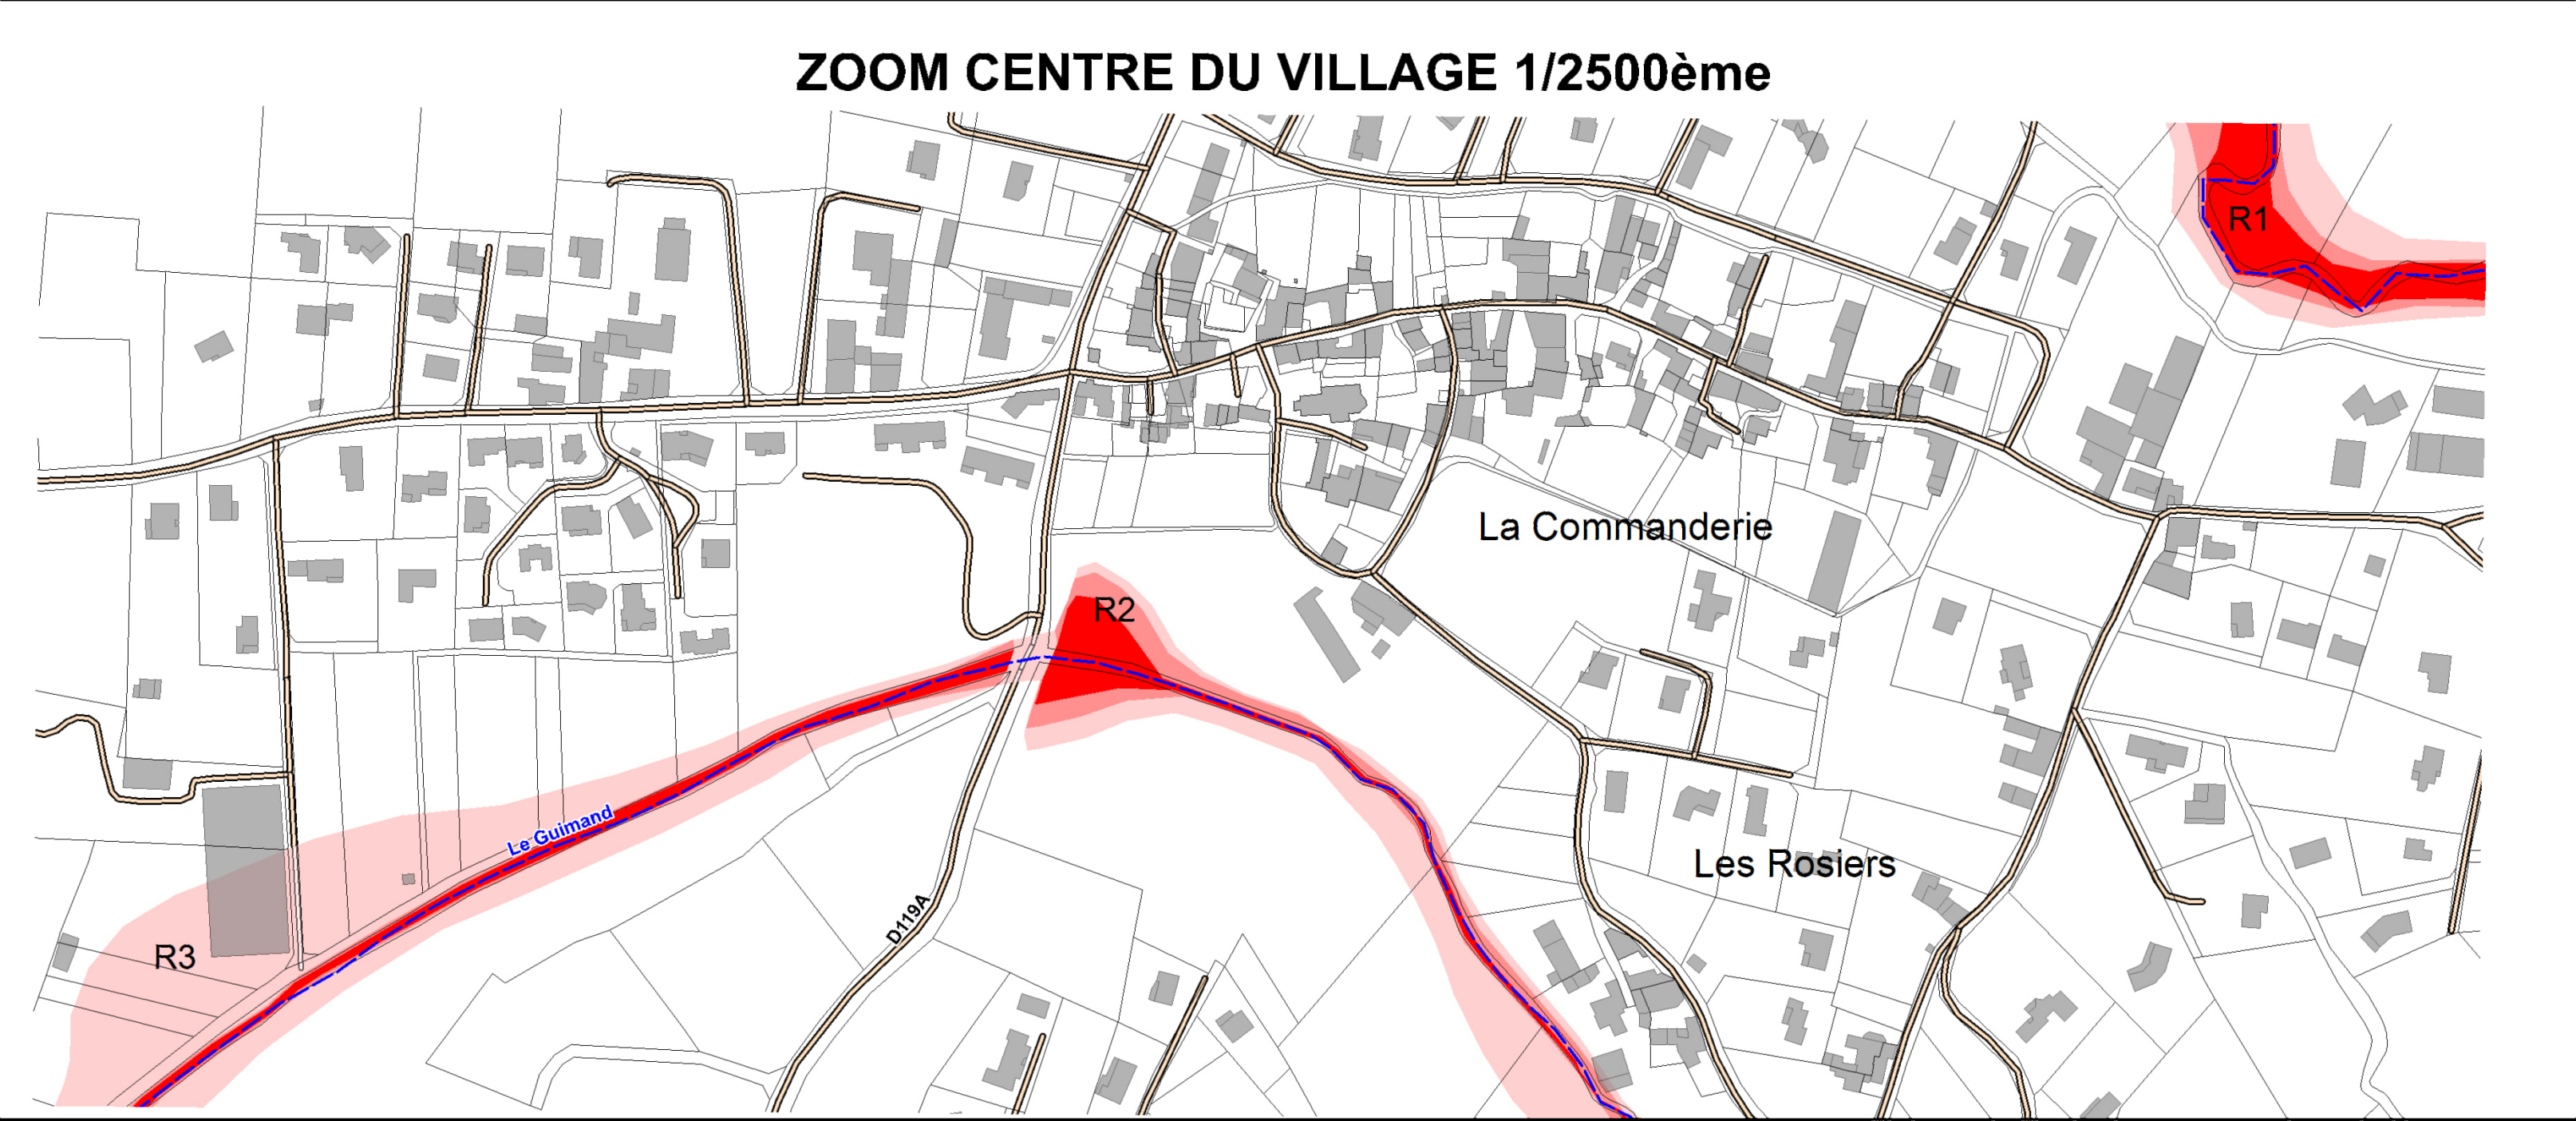 ZOOM CENTRE DU VILLAGE 1/2500ème
R1
La Commanderie
R2
Le Guimand
Les Rosiers
D119A
R3